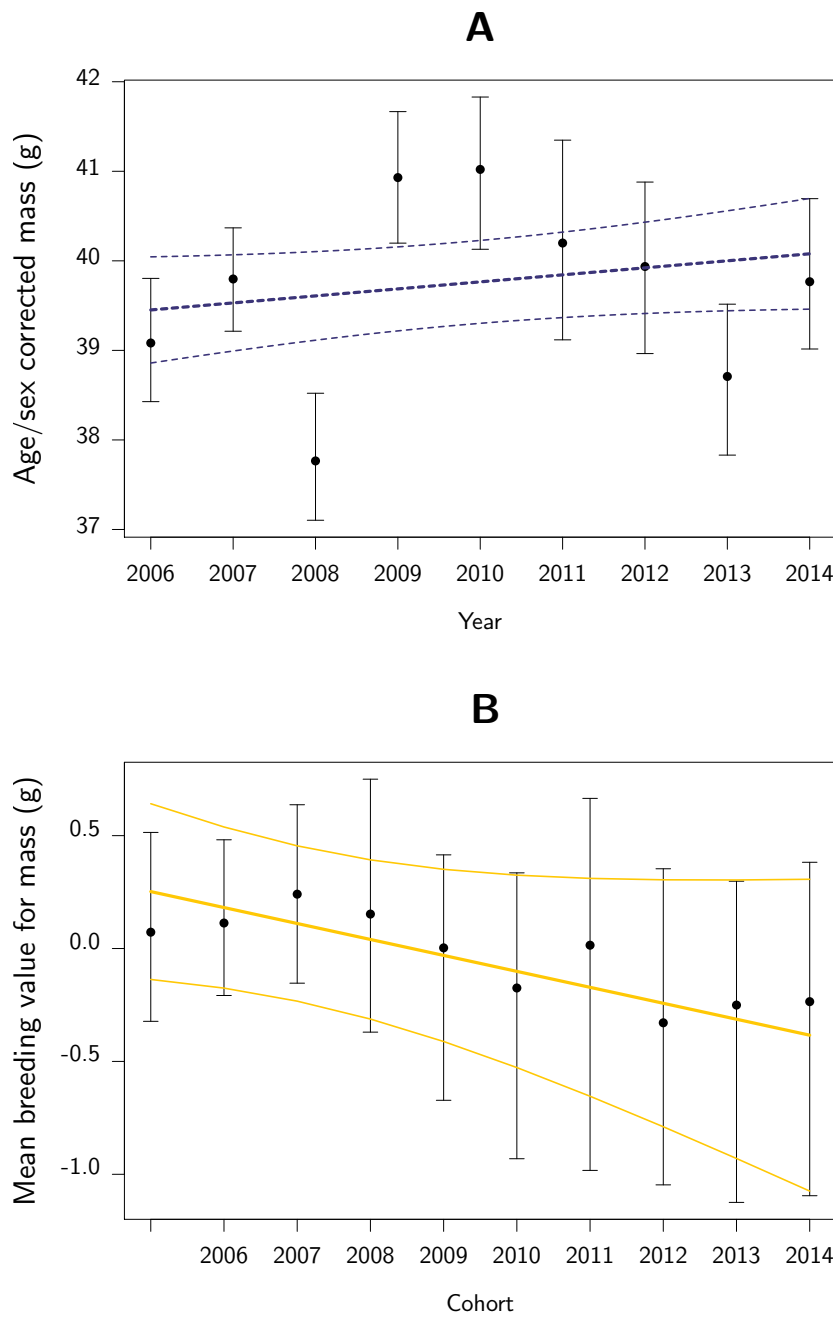 A
Age/sex corrected mass (g)
42
41
40
39
38
37
2006 2007 2008 2009 2010 2011 2012 2013 2014
Year
B
Mean breeding value for mass (g)
0.5
0.0
-0.5
-1.0
2006 2007 2008 2009 2010 2011 2012 2013 2014
Cohort